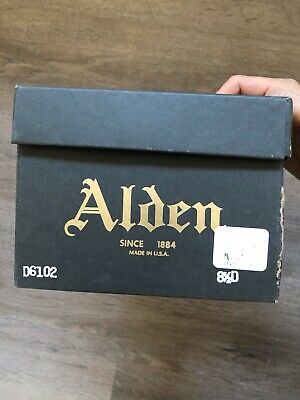 Alden
SINCE 1884
MADE IN U.S.A.
D6102 8½D